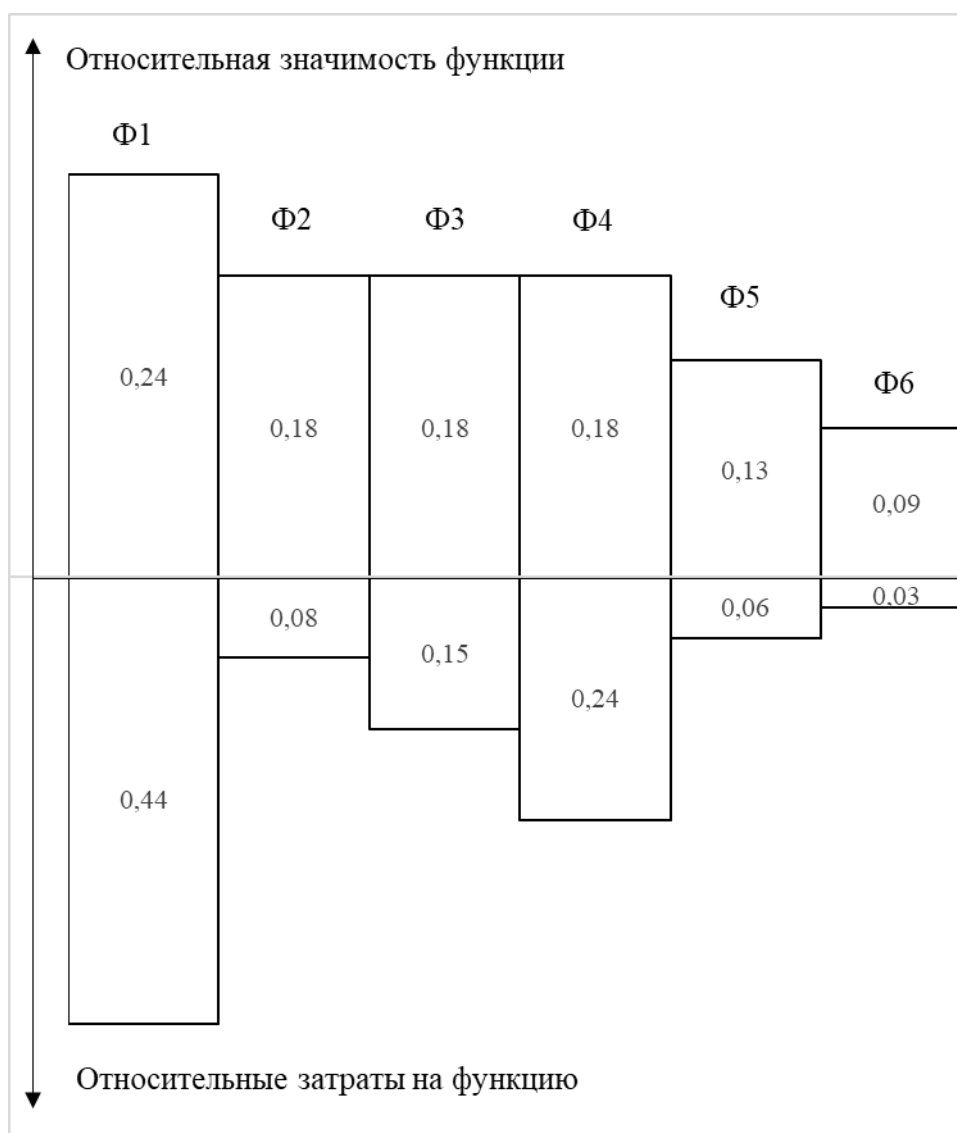 Относительная значимость функции
Ф1
Ф2 Ф3 Ф4
Ф5
Ф6
0,24
0,18 0,18 0,18
0,13
0,09
0,03
0,08 0,06
0,15
0,24
0,44
Относительные затраты на функцию